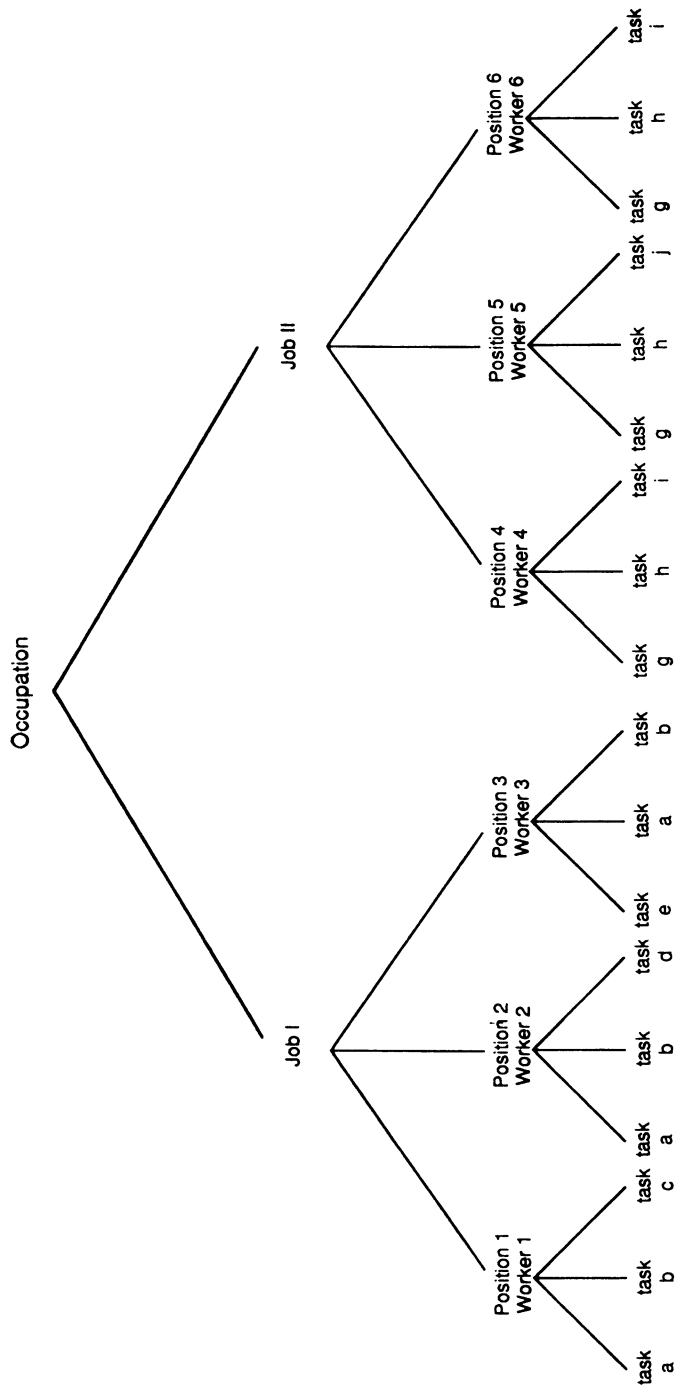 Occupation
Job I
Job II
Position 1
Worker 1
Position 2
Worker 2
Position 3
Worker 3
Position 4
Worker 4
Position 5
Worker 5
Position 6
Worker 6
task
a
task
b
task
c
task
a
task
b
task
d
task
e
task
a
task
b
task
g
task
h
task
i
task
g
task
h
task
j
task
g
task
h
task
i